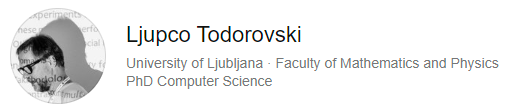 Ljupco Todorovski
University of Ljubljana · Faculty of Mathematics and Physics
PhD Computer Science